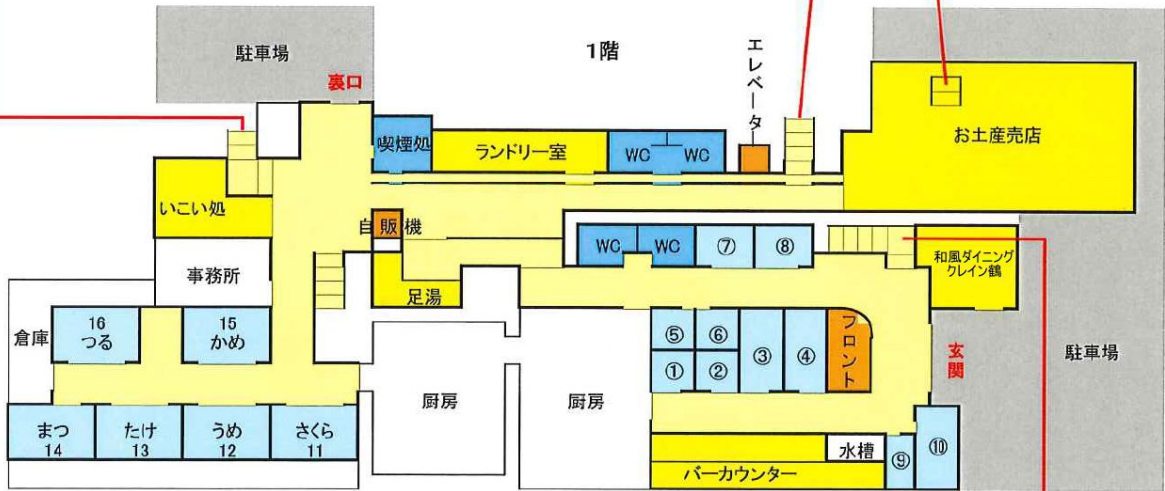 駐車場
1階
エレベータ
裏口
喫煙処
ランドリー室
WC
WC
お土産売店
いこい処
自販機
WC
WC
⑦
⑧
和風ダイニング
クレイン鶴
事務所
足湯
倉庫
16
つる
15
かめ
⑤
⑥
③
④
フロント
玄関
駐車場
①
②
厨房
厨房
まつ
14
たけ
13
うめ
12
さくら
11
水槽
⑨
⑩
バーカウンター